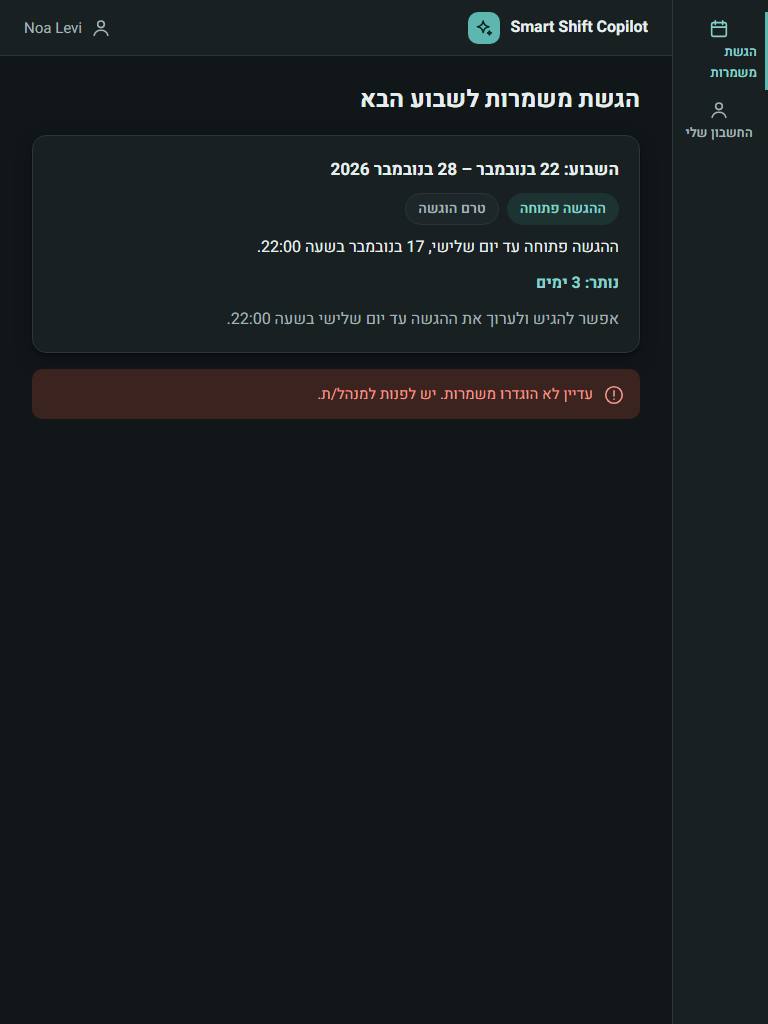 Smart Shift Copilot
Noa Levi
הגשת
משמרות
החשבון שלי
הגשת משמרות לשבוע הבא
השבוע: 22 בנובמבר – 28 בנובמבר 2026
ההגשה פתוחה
טרם הוגשה
ההגשה פתוחה עד יום שלישי, 17 בנובמבר בשעה 22:00.
נותר: 3 ימים
אפשר להגיש ולערוך את ההגשה עד יום שלישי בשעה 22:00.
עדיין לא הוגדרו משמרות. יש לפנות למנהל/ת.